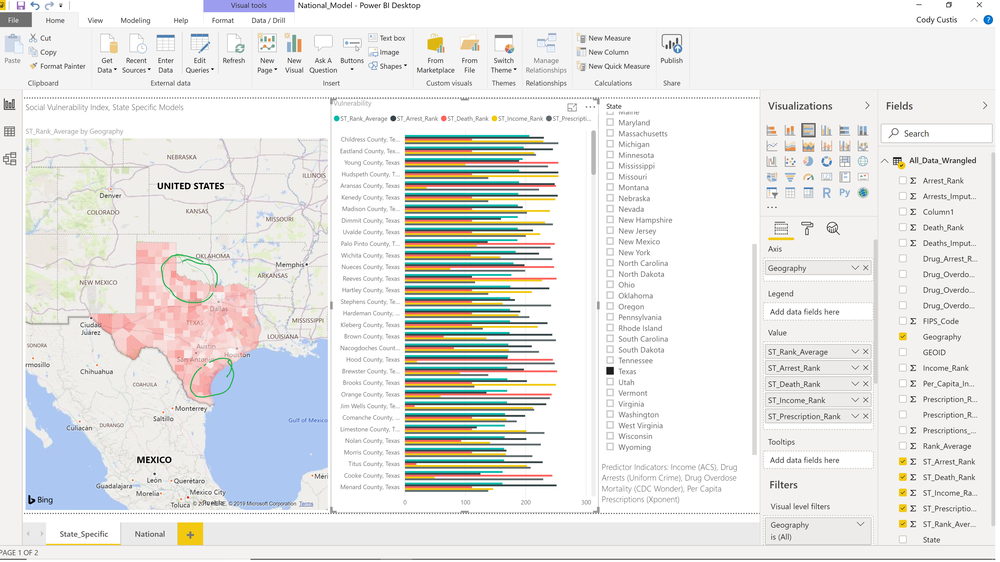 Visual tools
National_Model - Power BI Desktop
File
Home
View
Modeling
Help
Format
Data / Drill
Cody Custis
?
Paste
Cut
Copy
Format Painter
Get Data
Recent Sources
Enter Data
Edit Queries
Refresh
New Page
New Visual
Ask A Question
Buttons
Text box
Image
Shapes
From Marketplace
From File
Switch Theme
Manage Relationships
New Measure
New Column
New Quick Measure
Publish
Clipboard
External data
Insert
Custom visuals
Themes
Relationships
Calculations
Share
Social Vulnerability Index, State Specific Models
ST_Rank_Average by Geography
NEBRASKA
ILLINOIS
UNITED STATES
Denver
COLORADO
KANSAS
MISSOURI
OKLAHOMA
Memphis
ARKANSAS
NEW MEXICO
Dallas
TEXAS
MISSISSIPPI
Ciudad Juárez
LOUISIANA
SONORA
Austin
Houston
San Antonio
rmosillo
Chihuahua
COAHUILA
Monterrey
Saltillo
Gulf of Mexico
DURANGO
Culiacán
MEXICO
León
Querétaro
Méri
Guadalajara
Morelia
Mexico City
Toluca
Bing
© 2019 HERE, © 2019 Microsoft Corporation Terms
Vulnerability
ST_Rank_Average ST_Arrest_Rank ST_Death_Rank ST_Income_Rank ST_Prescripti...
Childress County, Te...
Eastland County, Tex...
Young County, Texas
Hudspeth County, T...
Aransas County, Texas
Kenedy County, Texas
Madison County, Te...
Dimmit County, Texas
Uvalde County, Texas
Palo Pinto County, T...
Wichita County, Texas
Nueces County, Texas
Reeves County, Texas
Hartley County, Texas
Stephens County, Te...
Hardeman County, ...
Kleberg County, Texas
Brown County, Texas
Nacogdoches Count...
Hood County, Texas
Brewster County, Te...
Brooks County, Texas
Orange County, Texas
Jim Wells County, Te...
Comanche County, ...
Limestone County, T...
Nolan County, Texas
Morris County, Texas
Titus County, Texas
Cooke County, Texas
Menard County, Texas
0 100 200 300
State
Maine
Maryland
Massachusetts
Michigan
Minnesota
Mississippi
Missouri
Montana
Nebraska
Nevada
New Hampshire
New Jersey
New Mexico
New York
North Carolina
North Dakota
Ohio
Oklahoma
Oregon
Pennsylvania
Rhode Island
South Carolina
South Dakota
Tennessee
Texas
Utah
Vermont
Virginia
Washington
West Virginia
Wisconsin
Wyoming
Predictor Indicators: Income (ACS), Drug
Arrests (Uniform Crime), Drug Overdose
Mortality (CDC Wonder), Per Capita
Prescriptions (Xponent)
Visualizations
123
R
Py
...
Axis
Geography
Legend
Add data fields here
Value
ST_Rank_Average
ST_Arrest_Rank
ST_Death_Rank
ST_Income_Rank
ST_Prescription_Rank
Tooltips
Add data fields here
Filters
Visual level filters
Geography
is (All)
Fields
Search
All_Data_Wrangled
Σ Arrest_Rank
Σ Arrests_Imput...
Σ Column1
Σ Death_Rank
Σ Deaths_Imput...
Drug_Arrest_R...
Drug_Overdo...
Drug_Overdo...
Drug_Overdo...
Σ FIPS_Code
Geography
GEOID
Σ Income_Rank
Σ Per_Capita_In...
Σ Prescription_R...
Prescription_R...
Σ Prescriptions_...
Σ Rank_Average
Σ ST_Arrest_Rank
Σ ST_Death_Rank
Σ ST_Income_Ra...
Σ ST_Prescriptio...
Σ ST_Rank_Aver...
State
State_Specific
National
+
PAGE 1 OF 2